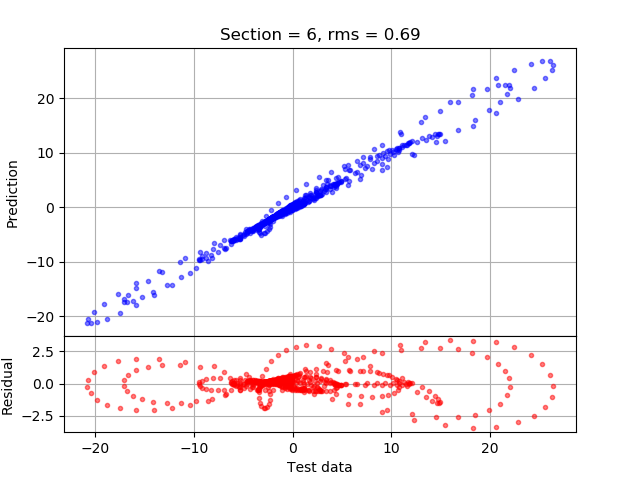 Section = 6, rms = 0.69
Prediction
20
10
0
−10
−20
Residual
2.5
0.0
−2.5
−20 −10 0 10 20
Test data